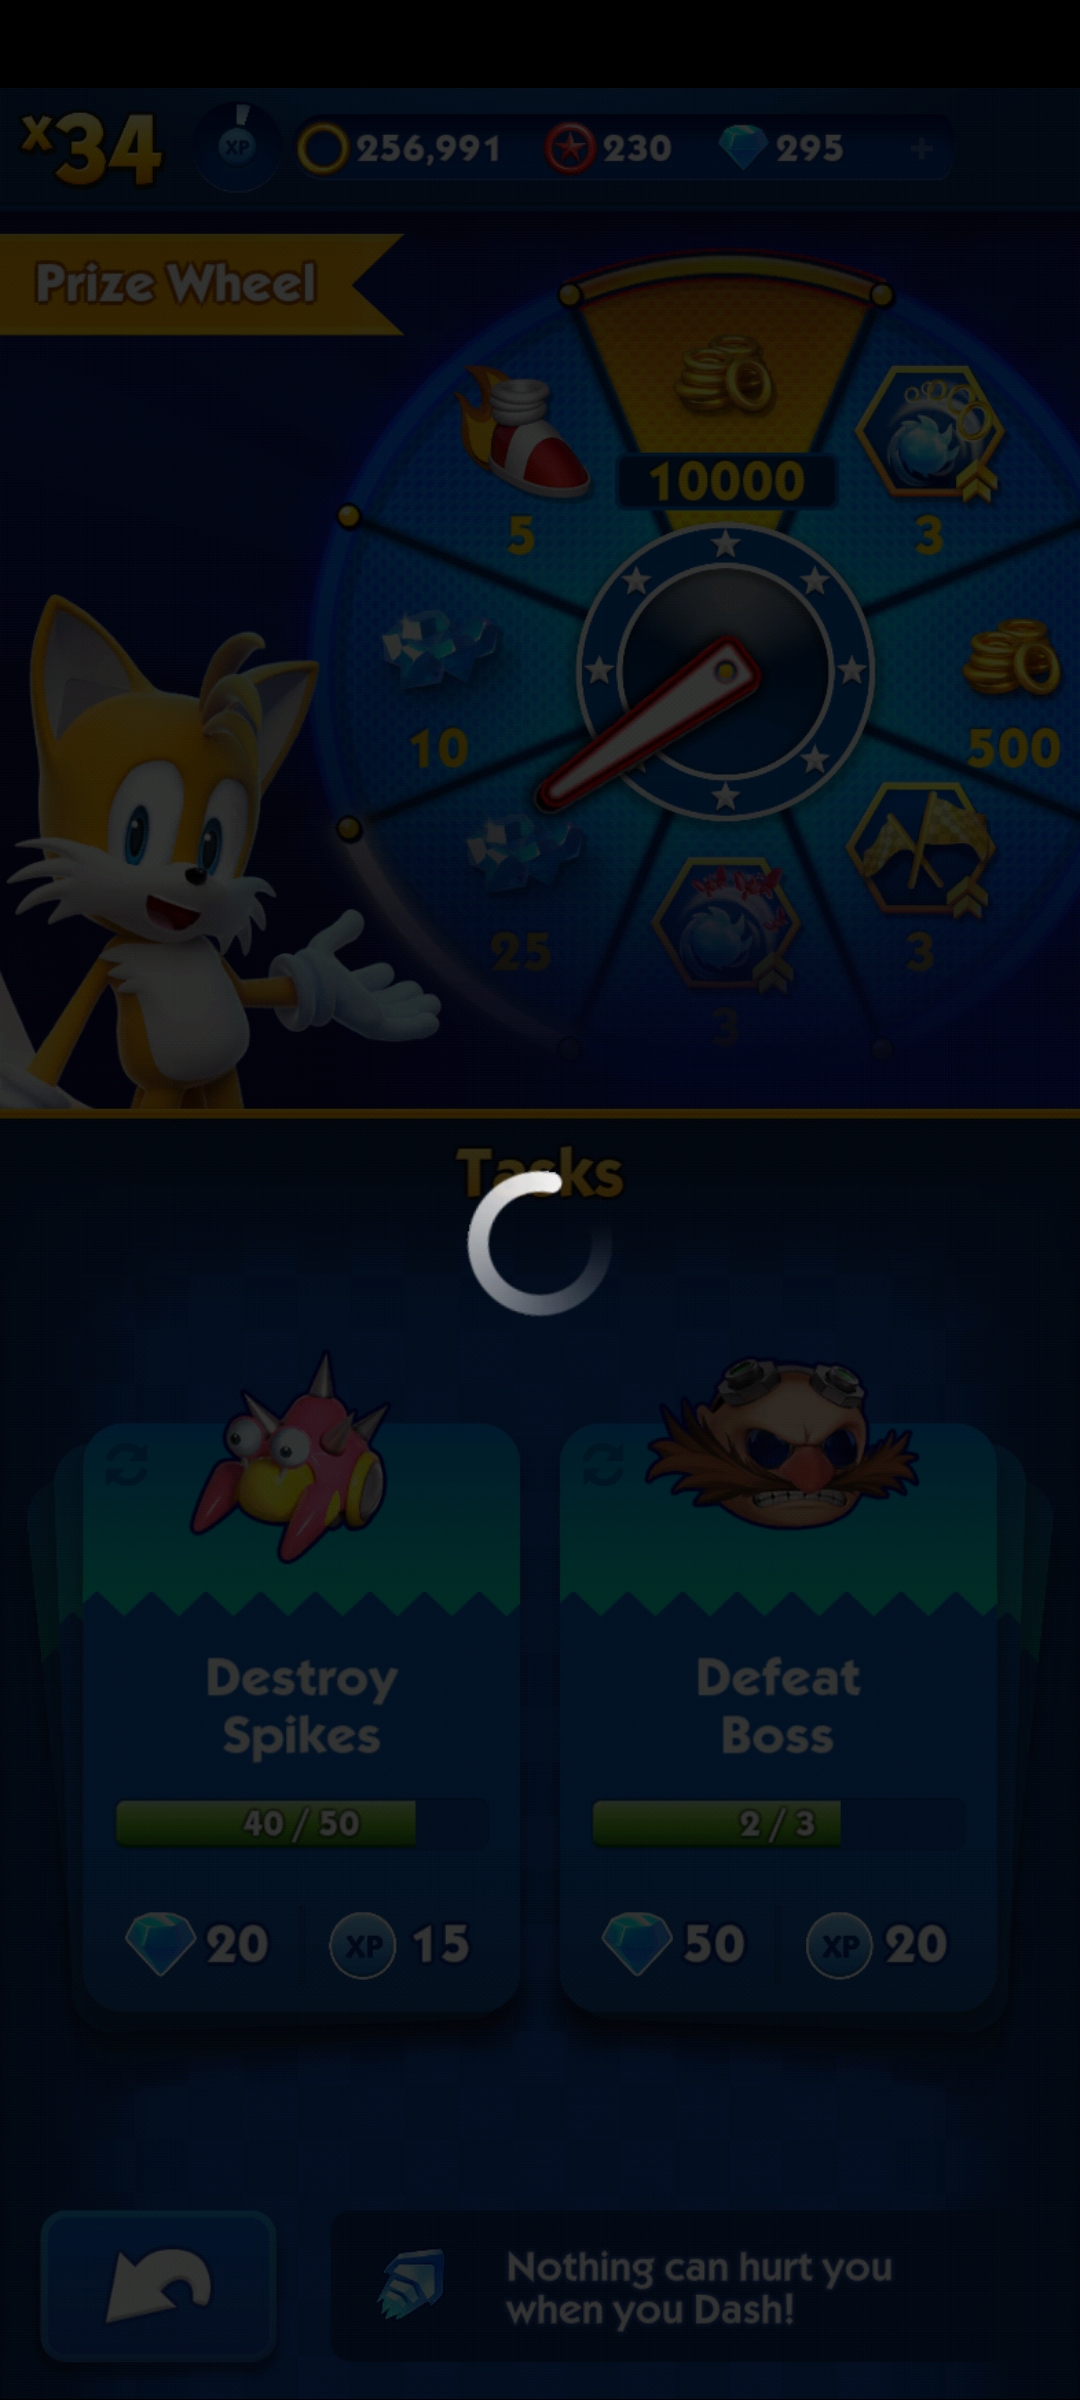 x34 XP 256,991 230 295 +
Prize Wheel
10000
5
3
10
500
25
3
3
Tasks
Destroy
Spikes
40 / 50
20 XP 15
Defeat
Boss
2 / 3
50 XP 20
Nothing can hurt you
when you Dash!